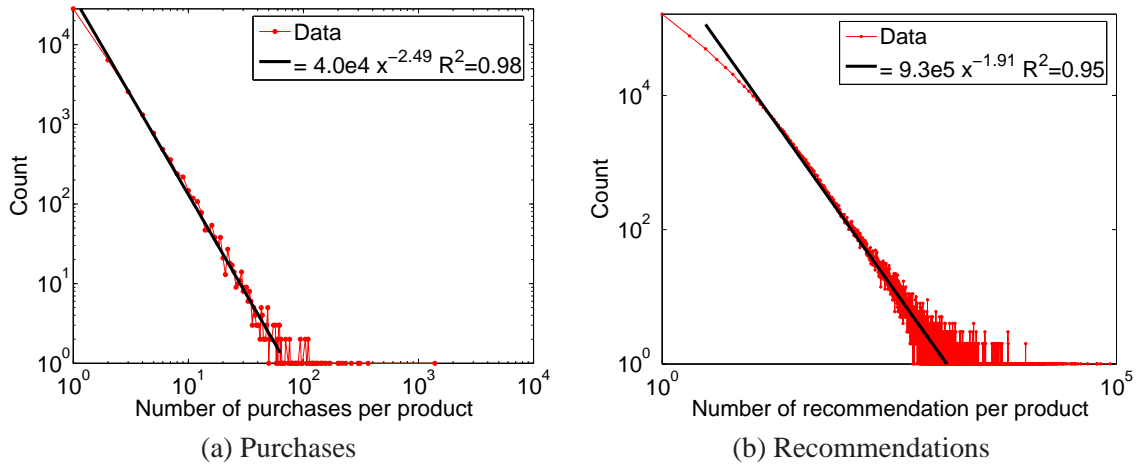 Data
= 4.0e4 x^−2.49 R^2=0.98
10^4
10^3
10^2
10^1
10^0
Count
10^0 10^1 10^2 10^3 10^4
Number of purchases per product
(a) Purchases
Data
= 9.3e5 x^−1.91 R^2=0.95
10^4
10^2
10^0
Count
10^0 10^5
Number of recommendation per product
(b) Recommendations